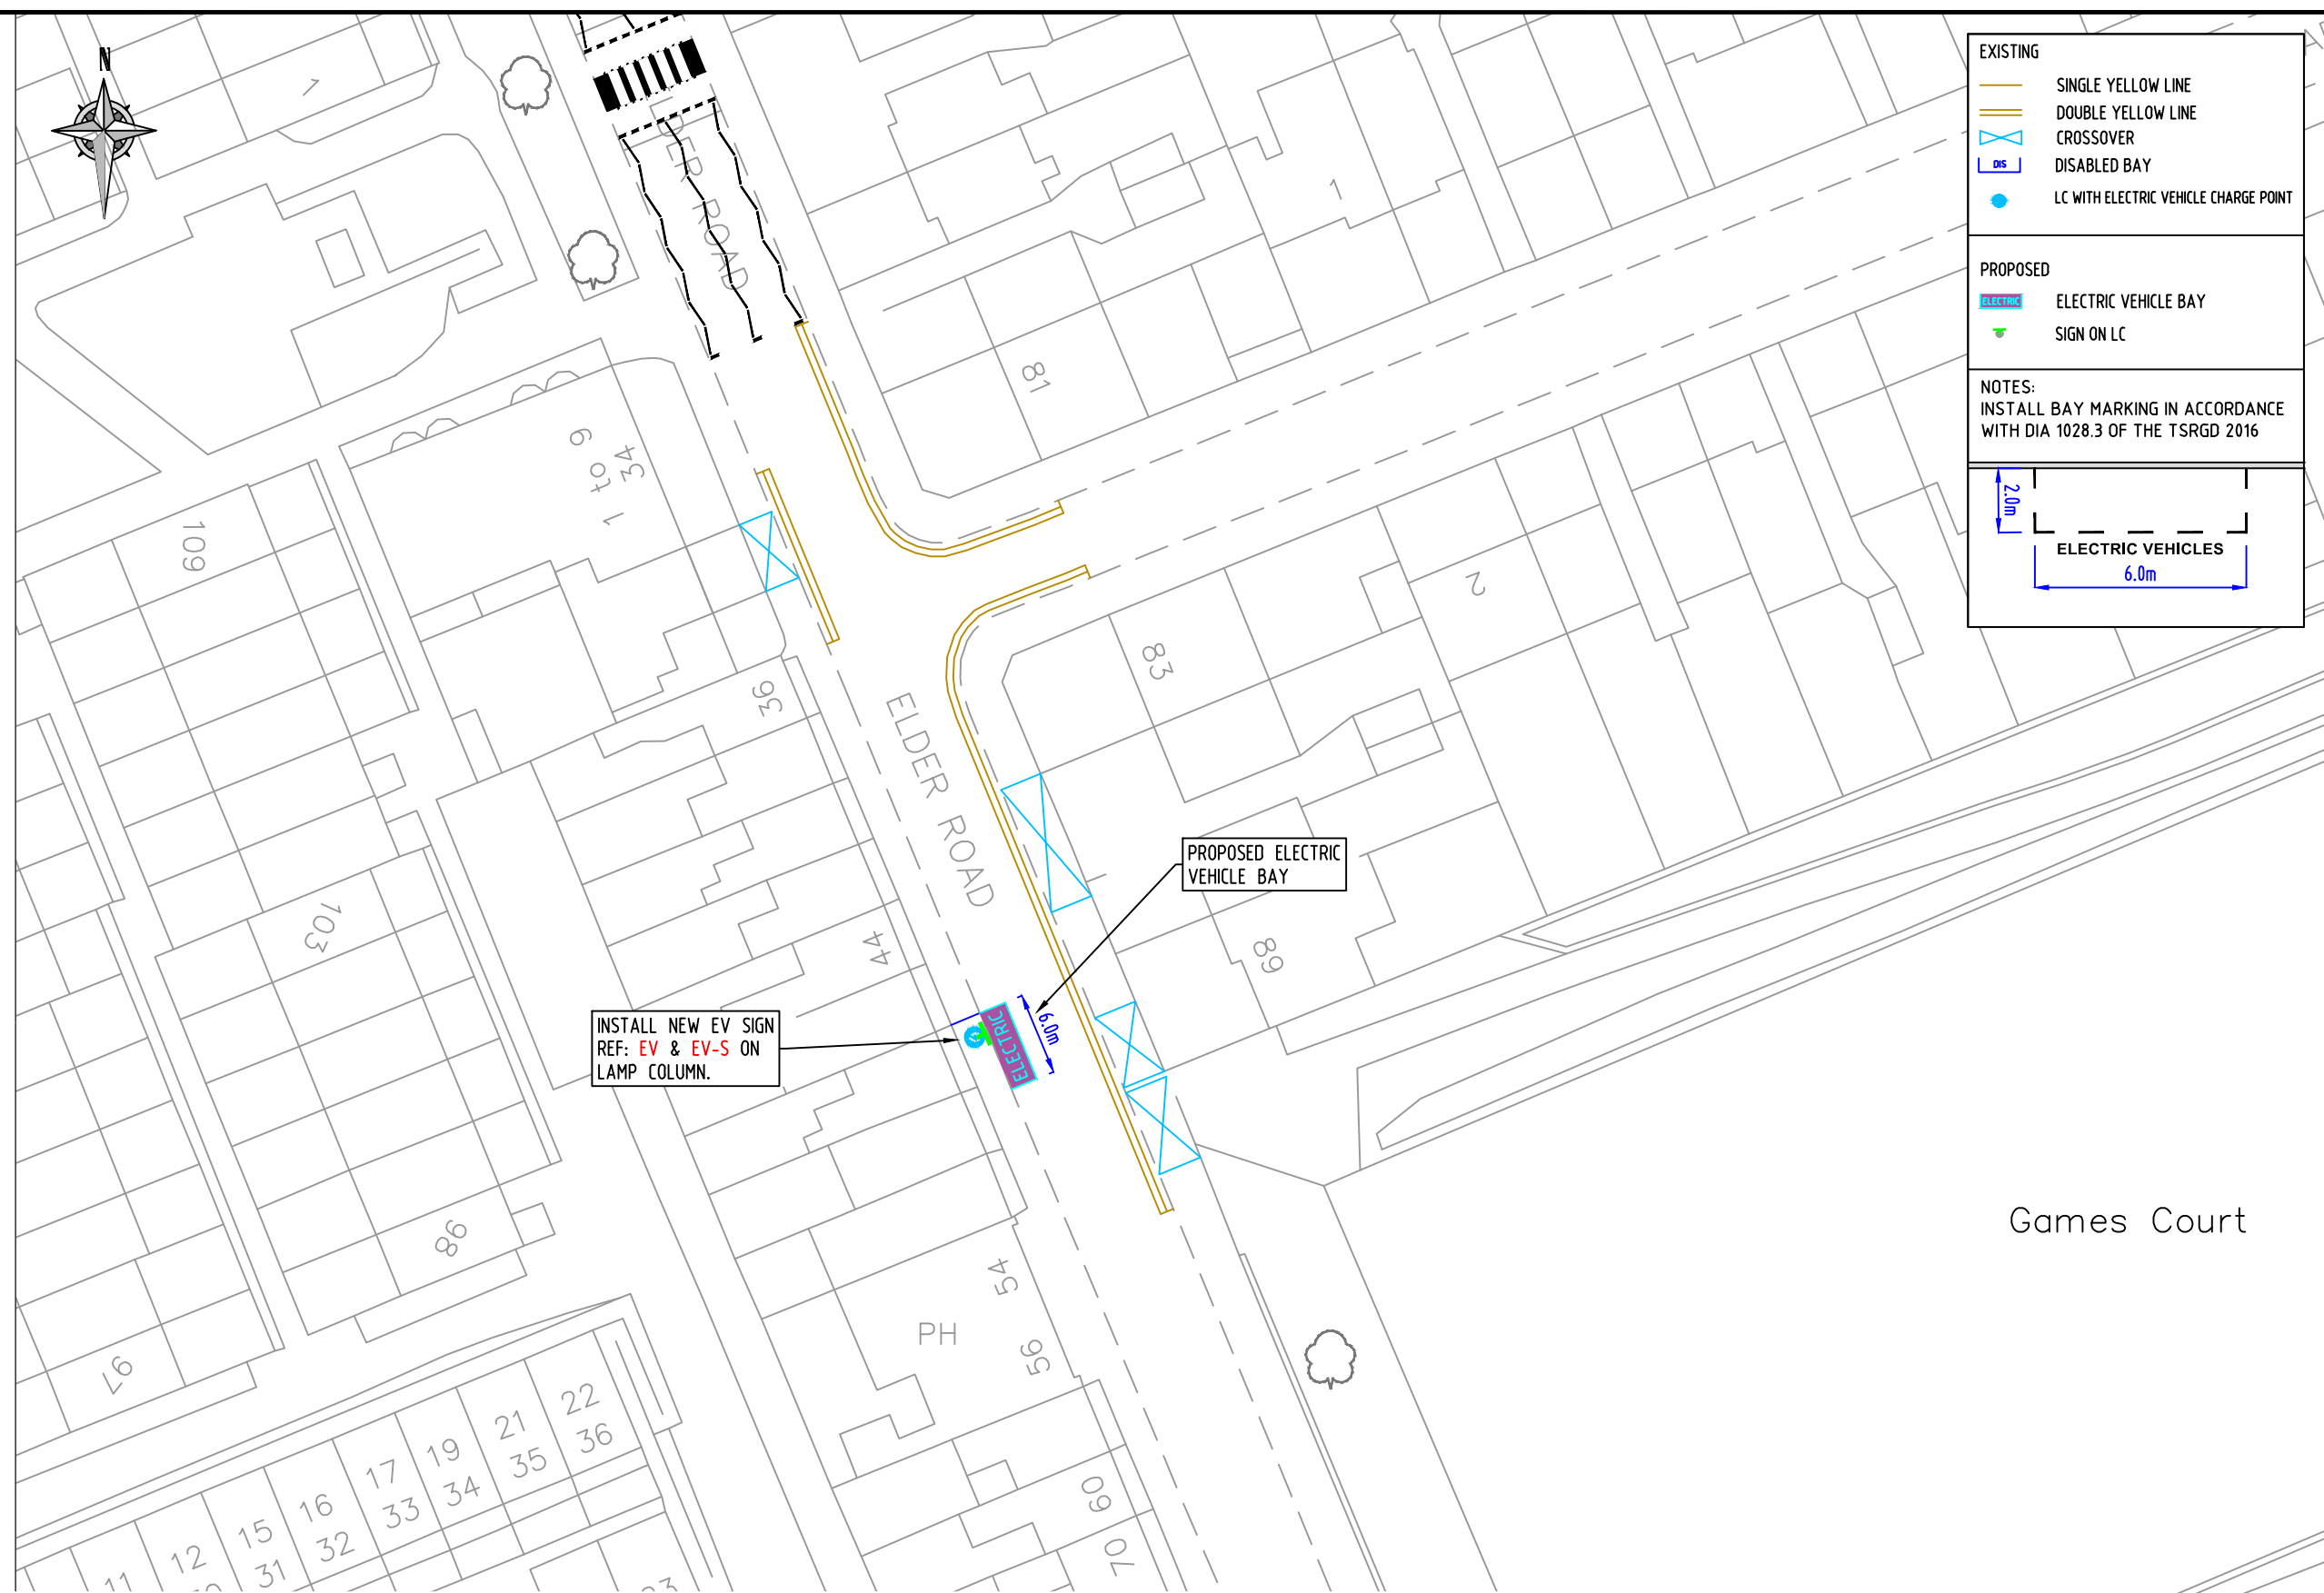 N
1
ELDER ROAD
EXISTING
SINGLE YELLOW LINE
DOUBLE YELLOW LINE
CROSSOVER
DIS
DISABLED BAY
LC WITH ELECTRIC VEHICLE CHARGE POINT
PROPOSED
ELECTRIC
ELECTRIC VEHICLE BAY
SIGN ON LC
NOTES:
INSTALL BAY MARKING IN ACCORDANCE
WITH DIA 1028.3 OF THE TSRGD 2016
2.0m
ELECTRIC VEHICLES
6.0m
1
81
34
1 to 6
109
2
83
36
ELDER ROAD
PROPOSED ELECTRIC
VEHICLE BAY
103
44
89
INSTALL NEW EV SIGN
REF: EV & EV-S ON
LAMP COLUMN.
ELECTRIC
6.0m
98
Games Court
54
PH
56
97
22
36
21
35
19
34
17
33
16
32
15
31
12
11
60
70